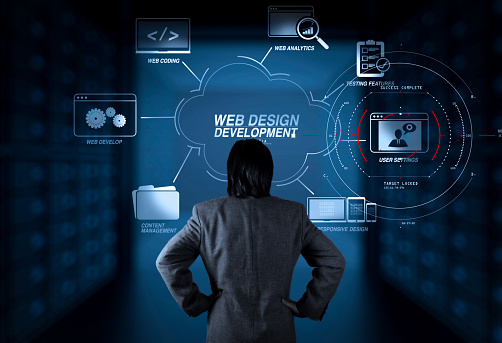 </>
WEB CODING
WEB ANALYTICS
TESTING FEATURES
SUCCESS COMPLETE
WEB DEVELOP
WEB DESIGN
DEVELOPMENT
USER SETTINGS
TARGET LOCKED
CONTENT
MANAGEMENT
RESPONSIVE DESIGN